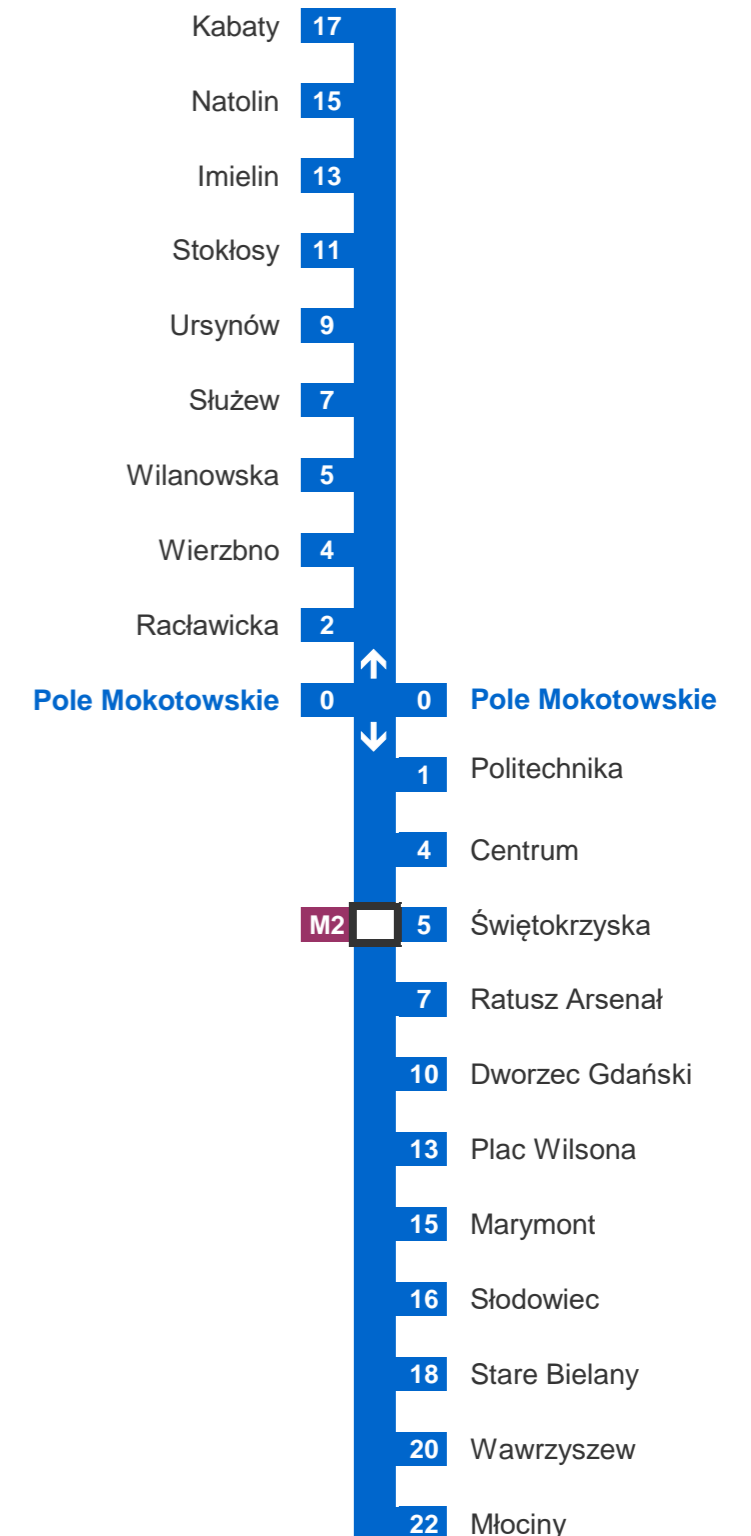 Kabaty 17
Natolin 15
Imielin 13
Stokłosy 11
Ursynów 9
Służew 7
Wilanowska 5
Wierzbno 4
Racławicka 2
Pole Mokotowskie 0 0 Pole Mokotowskie
1 Politechnika
4 Centrum
M2 5 Świętokrzyska
7 Ratusz Arsenał
10 Dworzec Gdański
13 Plac Wilsona
15 Marymont
16 Słodowiec
18 Stare Bielany
20 Wawrzyszew
22 Młociny